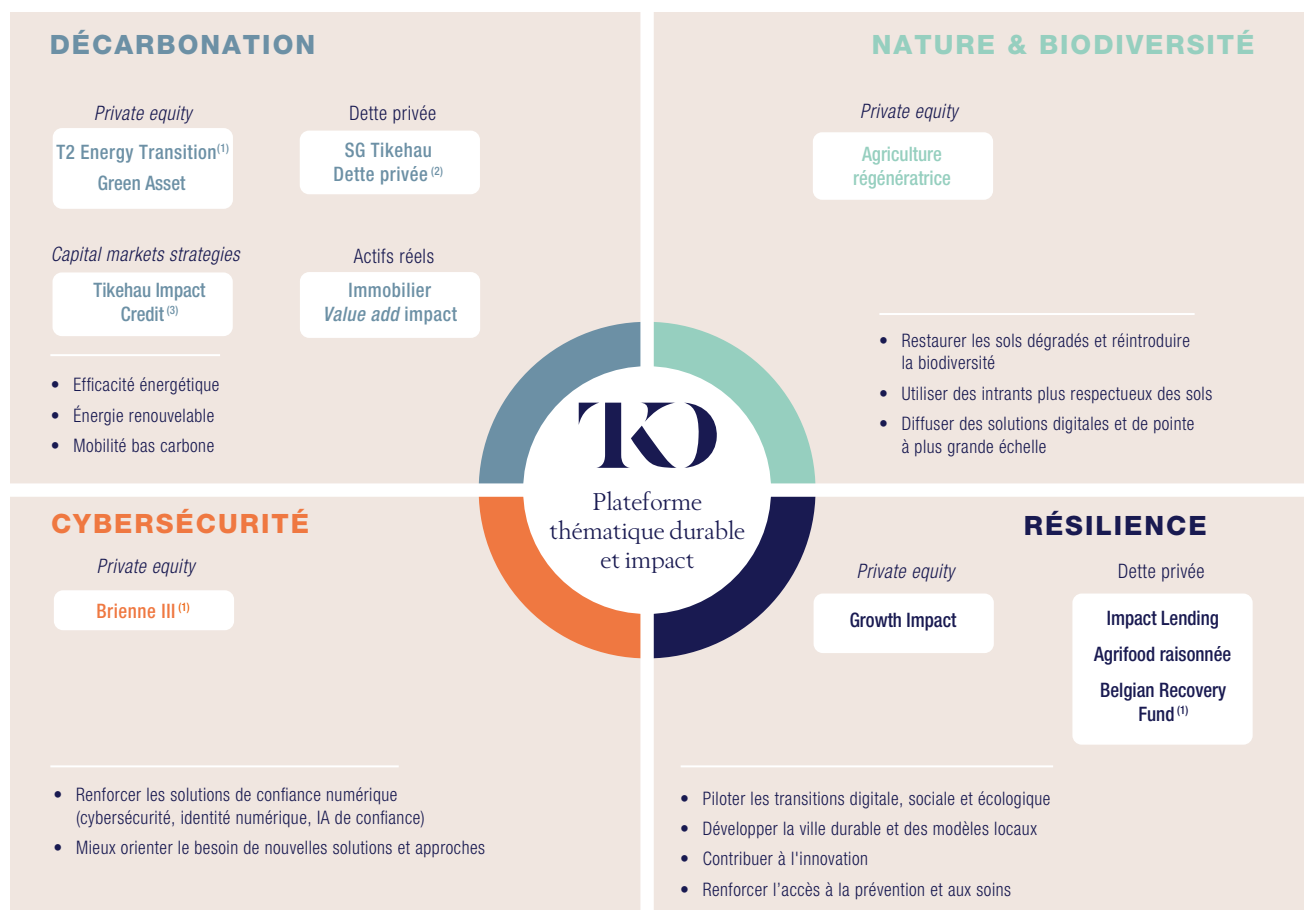 DÉCARBONATION
Private equity
T2 Energy Transition(1)
Green Asset
Dette privée
SG Tikehau
Dette privée (2)
Capital markets strategies
Tikehau Impact
Credit (3)
Actifs réels
Immobilier
Value add impact
• Efficacité énergétique
• Énergie renouvelable
• Mobilité bas carbone
NATURE & BIODIVERSITÉ
Private equity
Agriculture
régénératrice
• Restaurer les sols dégradés et réintroduire
la biodiversité
• Utiliser des intrants plus respectueux des sols
• Diffuser des solutions digitales et de pointe
à plus grande échelle
TKO
Plateforme
thématique durable
et impact
CYBERSÉCURITÉ
Private equity
Brienne III (1)
• Renforcer les solutions de confiance numérique
(cybersécurité, identité numérique, IA de confiance)
• Mieux orienter le besoin de nouvelles solutions et approches
RÉSILIENCE
Private equity
Growth Impact
Dette privée
Impact Lending
Agrifood raisonnée
Belgian Recovery
Fund (1)
• Piloter les transitions digitale, sociale et écologique
• Développer la ville durable et des modèles locaux
• Contribuer à l'innovation
• Renforcer l'accès à la prévention et aux soins